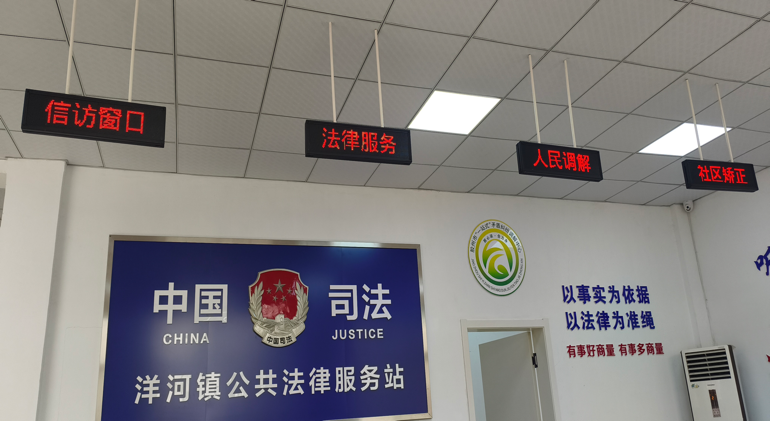 信访窗口
法律服务
人民调解
社区矫正
中国 司法
CHINA JUSTICE
中国司法
洋河镇公共法律服务站
以事实为依据
以法律为准绳
有事好商量 有事多商量